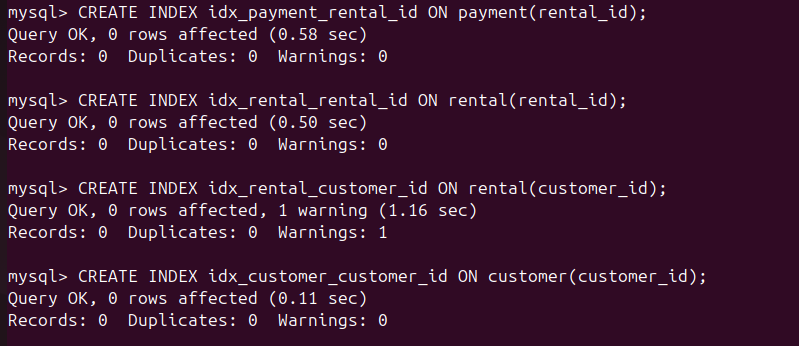 mysql> CREATE INDEX idx_payment_rental_id ON payment(rental_id);
Query OK, 0 rows affected (0.58 sec)
Records: 0  Duplicates: 0  Warnings: 0
mysql> CREATE INDEX idx_rental_rental_id ON rental(rental_id);
Query OK, 0 rows affected (0.50 sec)
Records: 0  Duplicates: 0  Warnings: 0
mysql> CREATE INDEX idx_rental_customer_id ON rental(customer_id);
Query OK, 0 rows affected, 1 warning (1.16 sec)
Records: 0  Duplicates: 0  Warnings: 1
mysql> CREATE INDEX idx_customer_customer_id ON customer(customer_id);
Query OK, 0 rows affected (0.11 sec)
Records: 0  Duplicates: 0  Warnings: 0